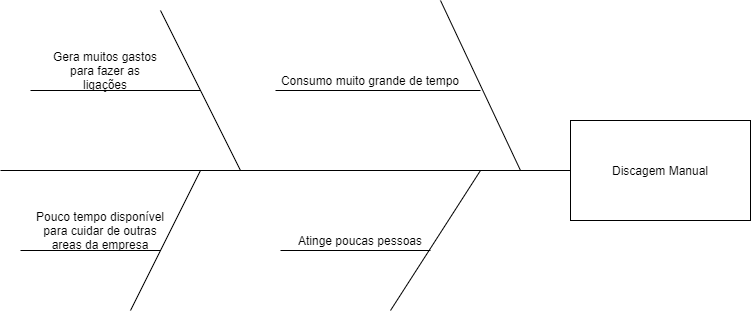 Gera muitos gastos
para fazer as
ligações
Consumo muito grande de tempo
Discagem Manual
Pouco tempo disponível
para cuidar de outras
areas da empresa
Atinge poucas pessoas